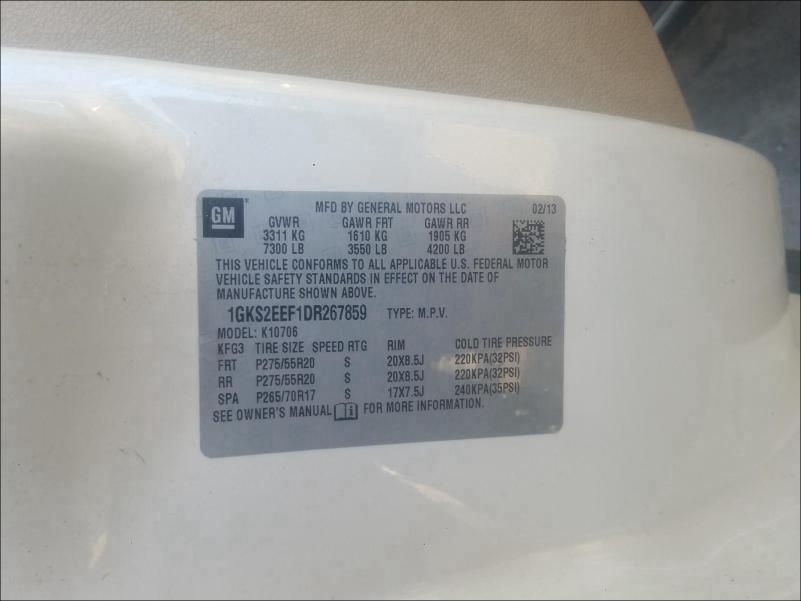 GM
MFD BY GENERAL MOTORS LLC 02/13
GVWR GAWR FRT GAWR RR
3311 KG 1610 KG 1905 KG
7300 LB 3550 LB 4200 LB
THIS VEHICLE CONFORMS TO ALL APPLICABLE U.S. FEDERAL MOTOR
VEHICLE SAFETY STANDARDS IN EFFECT ON THE DATE OF
MANUFACTURE SHOWN ABOVE.
1GKS2EEF1DR267859 TYPE: M.P.V.
MODEL: K10706
KFG3 TIRE SIZE SPEED RTG RIM COLD TIRE PRESSURE
FRT P275/55R20 S 20X8.5J 220KPA(32PSI)
RR P275/55R20 S 20X8.5J 220KPA(32PSI)
SPA P265/70R17 S 17X7.5J 240KPA(35PSI)
SEE OWNER'S MANUAL FOR MORE INFORMATION.